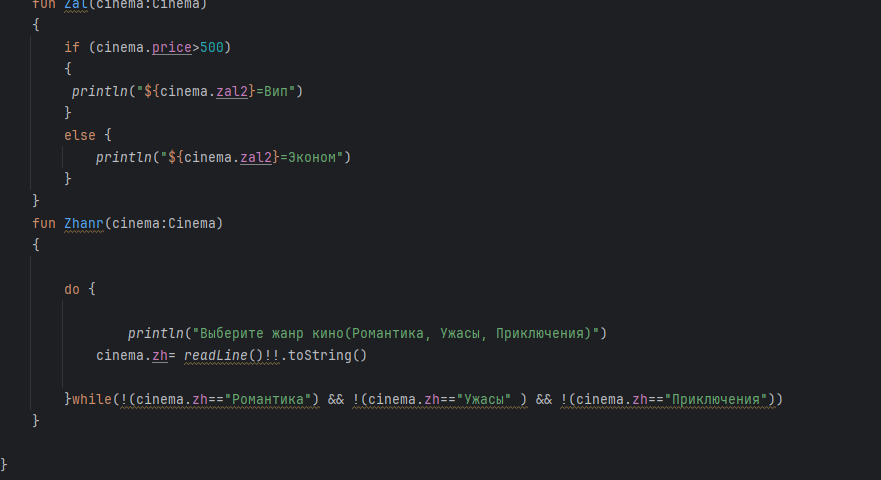 fun Zal(cinema:Cinema)
{
if (cinema.price>500)
{
println("${cinema.zal2}=Вип")
}
else {
println("${cinema.zal2}=Эконом")
}
}
fun Zhanr(cinema:Cinema)
{
do {
println("Выберите жанр кино(Романтика, Ужасы, Приключения)")
cinema.zh= readLine()!!.toString()
}while(!(cinema.zh=="Романтика") && !(cinema.zh=="Ужасы" ) && !(cinema.zh=="Приключения"))
}
}